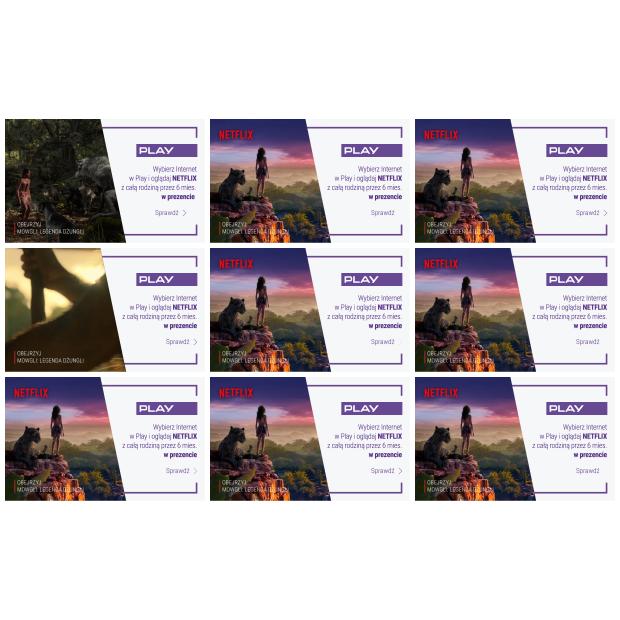 PLAY
Wybierz Internet
w Play i oglądaj NETFLIX
z całą rodziną przez 6 mies.
w prezencie
Sprawdź
OBEJRZYJ
MOWGLI: LEGENDA DŻUNGLI
NETFLIX
PLAY
Wybierz Internet
w Play i oglądaj NETFLIX
z całą rodziną przez 6 mies.
w prezencie
Sprawdź
OBEJRZYJ
MOWGLI: LEGENDA DŻUNGLI
NETFLIX
PLAY
Wybierz Internet
w Play i oglądaj NETFLIX
z całą rodziną przez 6 mies.
w prezencie
Sprawdź
OBEJRZYJ
MOWGLI: LEGENDA DŻUNGLI
PLAY
Wybierz Internet
w Play i oglądaj NETFLIX
z całą rodziną przez 6 mies.
w prezencie
Sprawdź
OBEJRZYJ
MOWGLI: LEGENDA DŻUNGLI
NETFLIX
PLAY
Wybierz Internet
w Play i oglądaj NETFLIX
z całą rodziną przez 6 mies.
w prezencie
Sprawdź
OBEJRZYJ
MOWGLI: LEGENDA DŻUNGLI
NETFLIX
PLAY
Wybierz Internet
w Play i oglądaj NETFLIX
z całą rodziną przez 6 mies.
w prezencie
Sprawdź
OBEJRZYJ
MOWGLI: LEGENDA DŻUNGLI
NETFLIX
PLAY
Wybierz Internet
w Play i oglądaj NETFLIX
z całą rodziną przez 6 mies.
w prezencie
Sprawdź
OBEJRZYJ
MOWGLI: LEGENDA DŻUNGLI
NETFLIX
PLAY
Wybierz Internet
w Play i oglądaj NETFLIX
z całą rodziną przez 6 mies.
w prezencie
Sprawdź
OBEJRZYJ
MOWGLI: LEGENDA DŻUNGLI
NETFLIX
PLAY
Wybierz Internet
w Play i oglądaj NETFLIX
z całą rodziną przez 6 mies.
w prezencie
Sprawdź
OBEJRZYJ
MOWGLI: LEGENDA DŻUNGLI